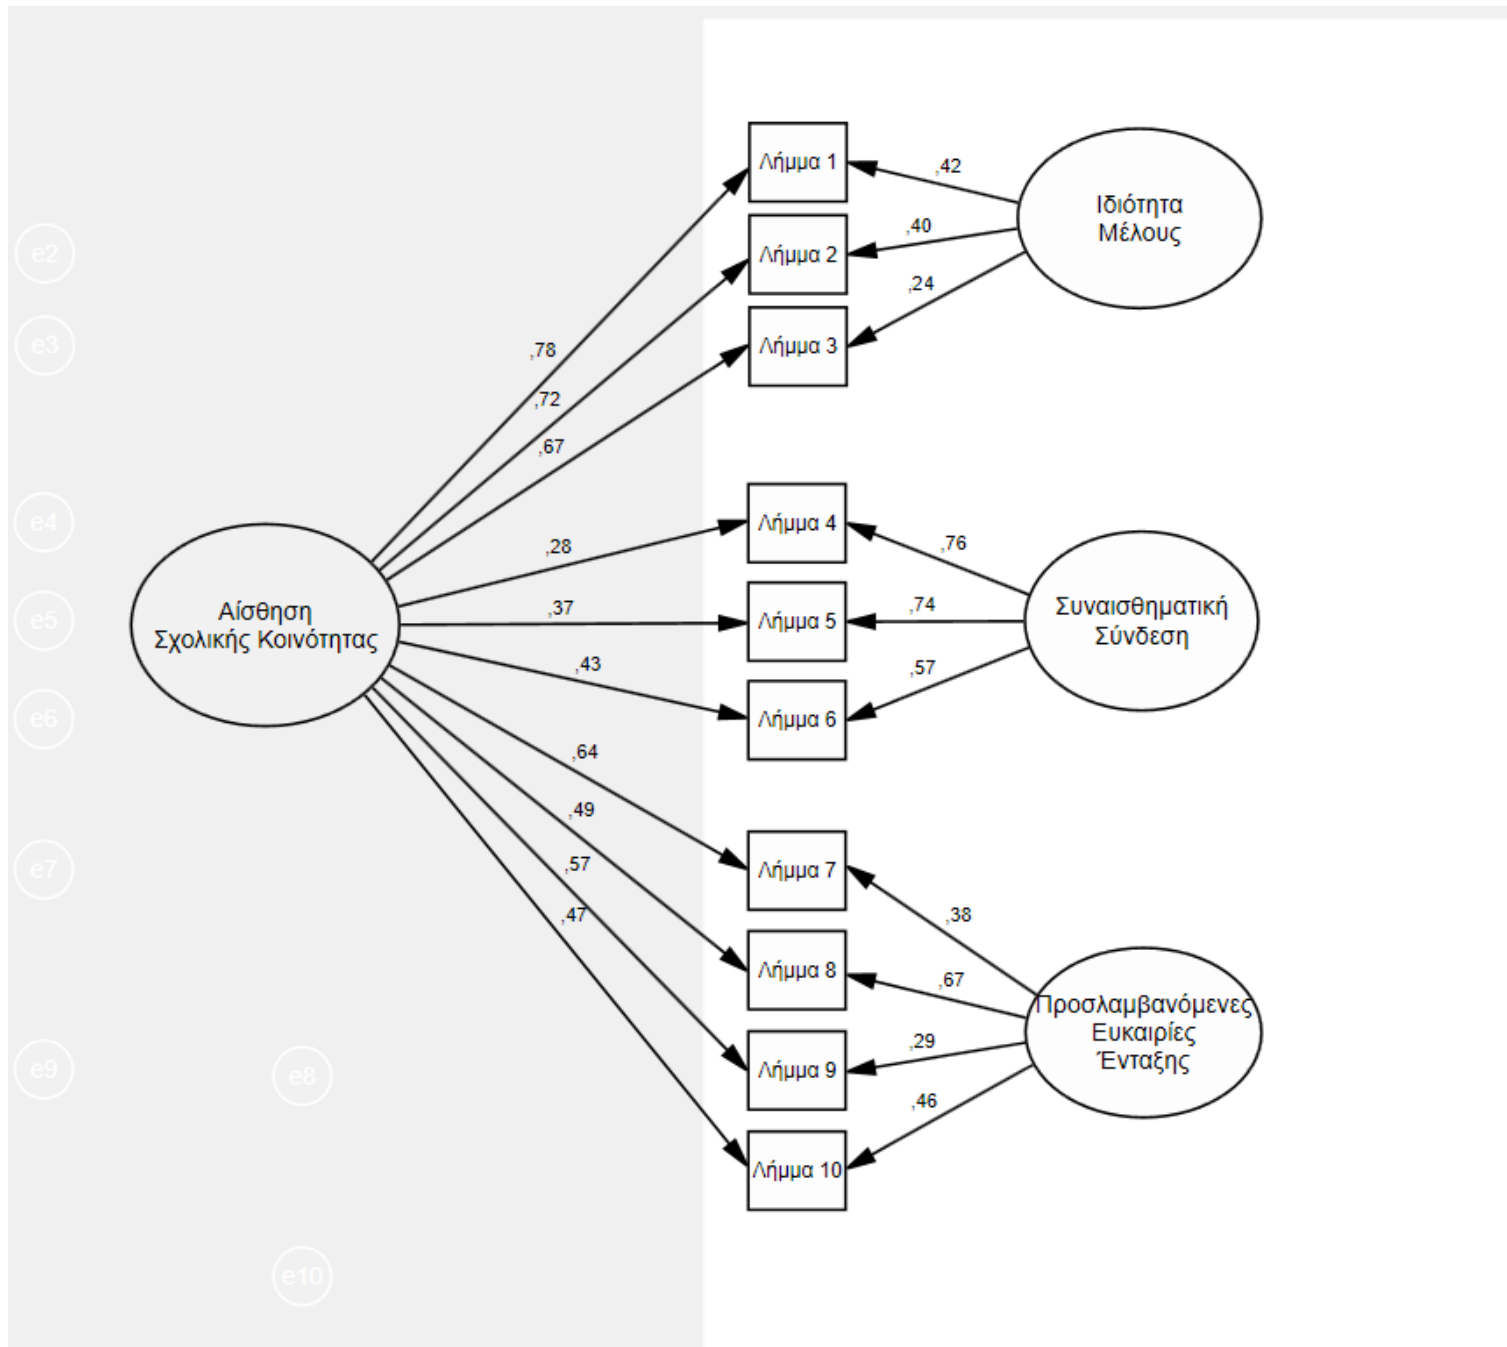 Λήμμα 1
,42
Ιδιότητα
Μέλους
,40
Λήμμα 2
e2
,24
Λήμμα 3
e3
,78
,72
,67
Λήμμα 4
e4
,76
,28
Αίσθηση
Σχολικής Κοινότητας
e5
,37
Λήμμα 5
,74
Συναισθηματική
Σύνδεση
,43
,57
e6
Λήμμα 6
,64
,49
,57
e7
Λήμμα 7
,47
,38
Λήμμα 8
,67
Προσλαμβανόμενες
Ευκαιρίες
Ένταξης
,29
e9
e8
Λήμμα 9
,46
Λήμμα 10
e10